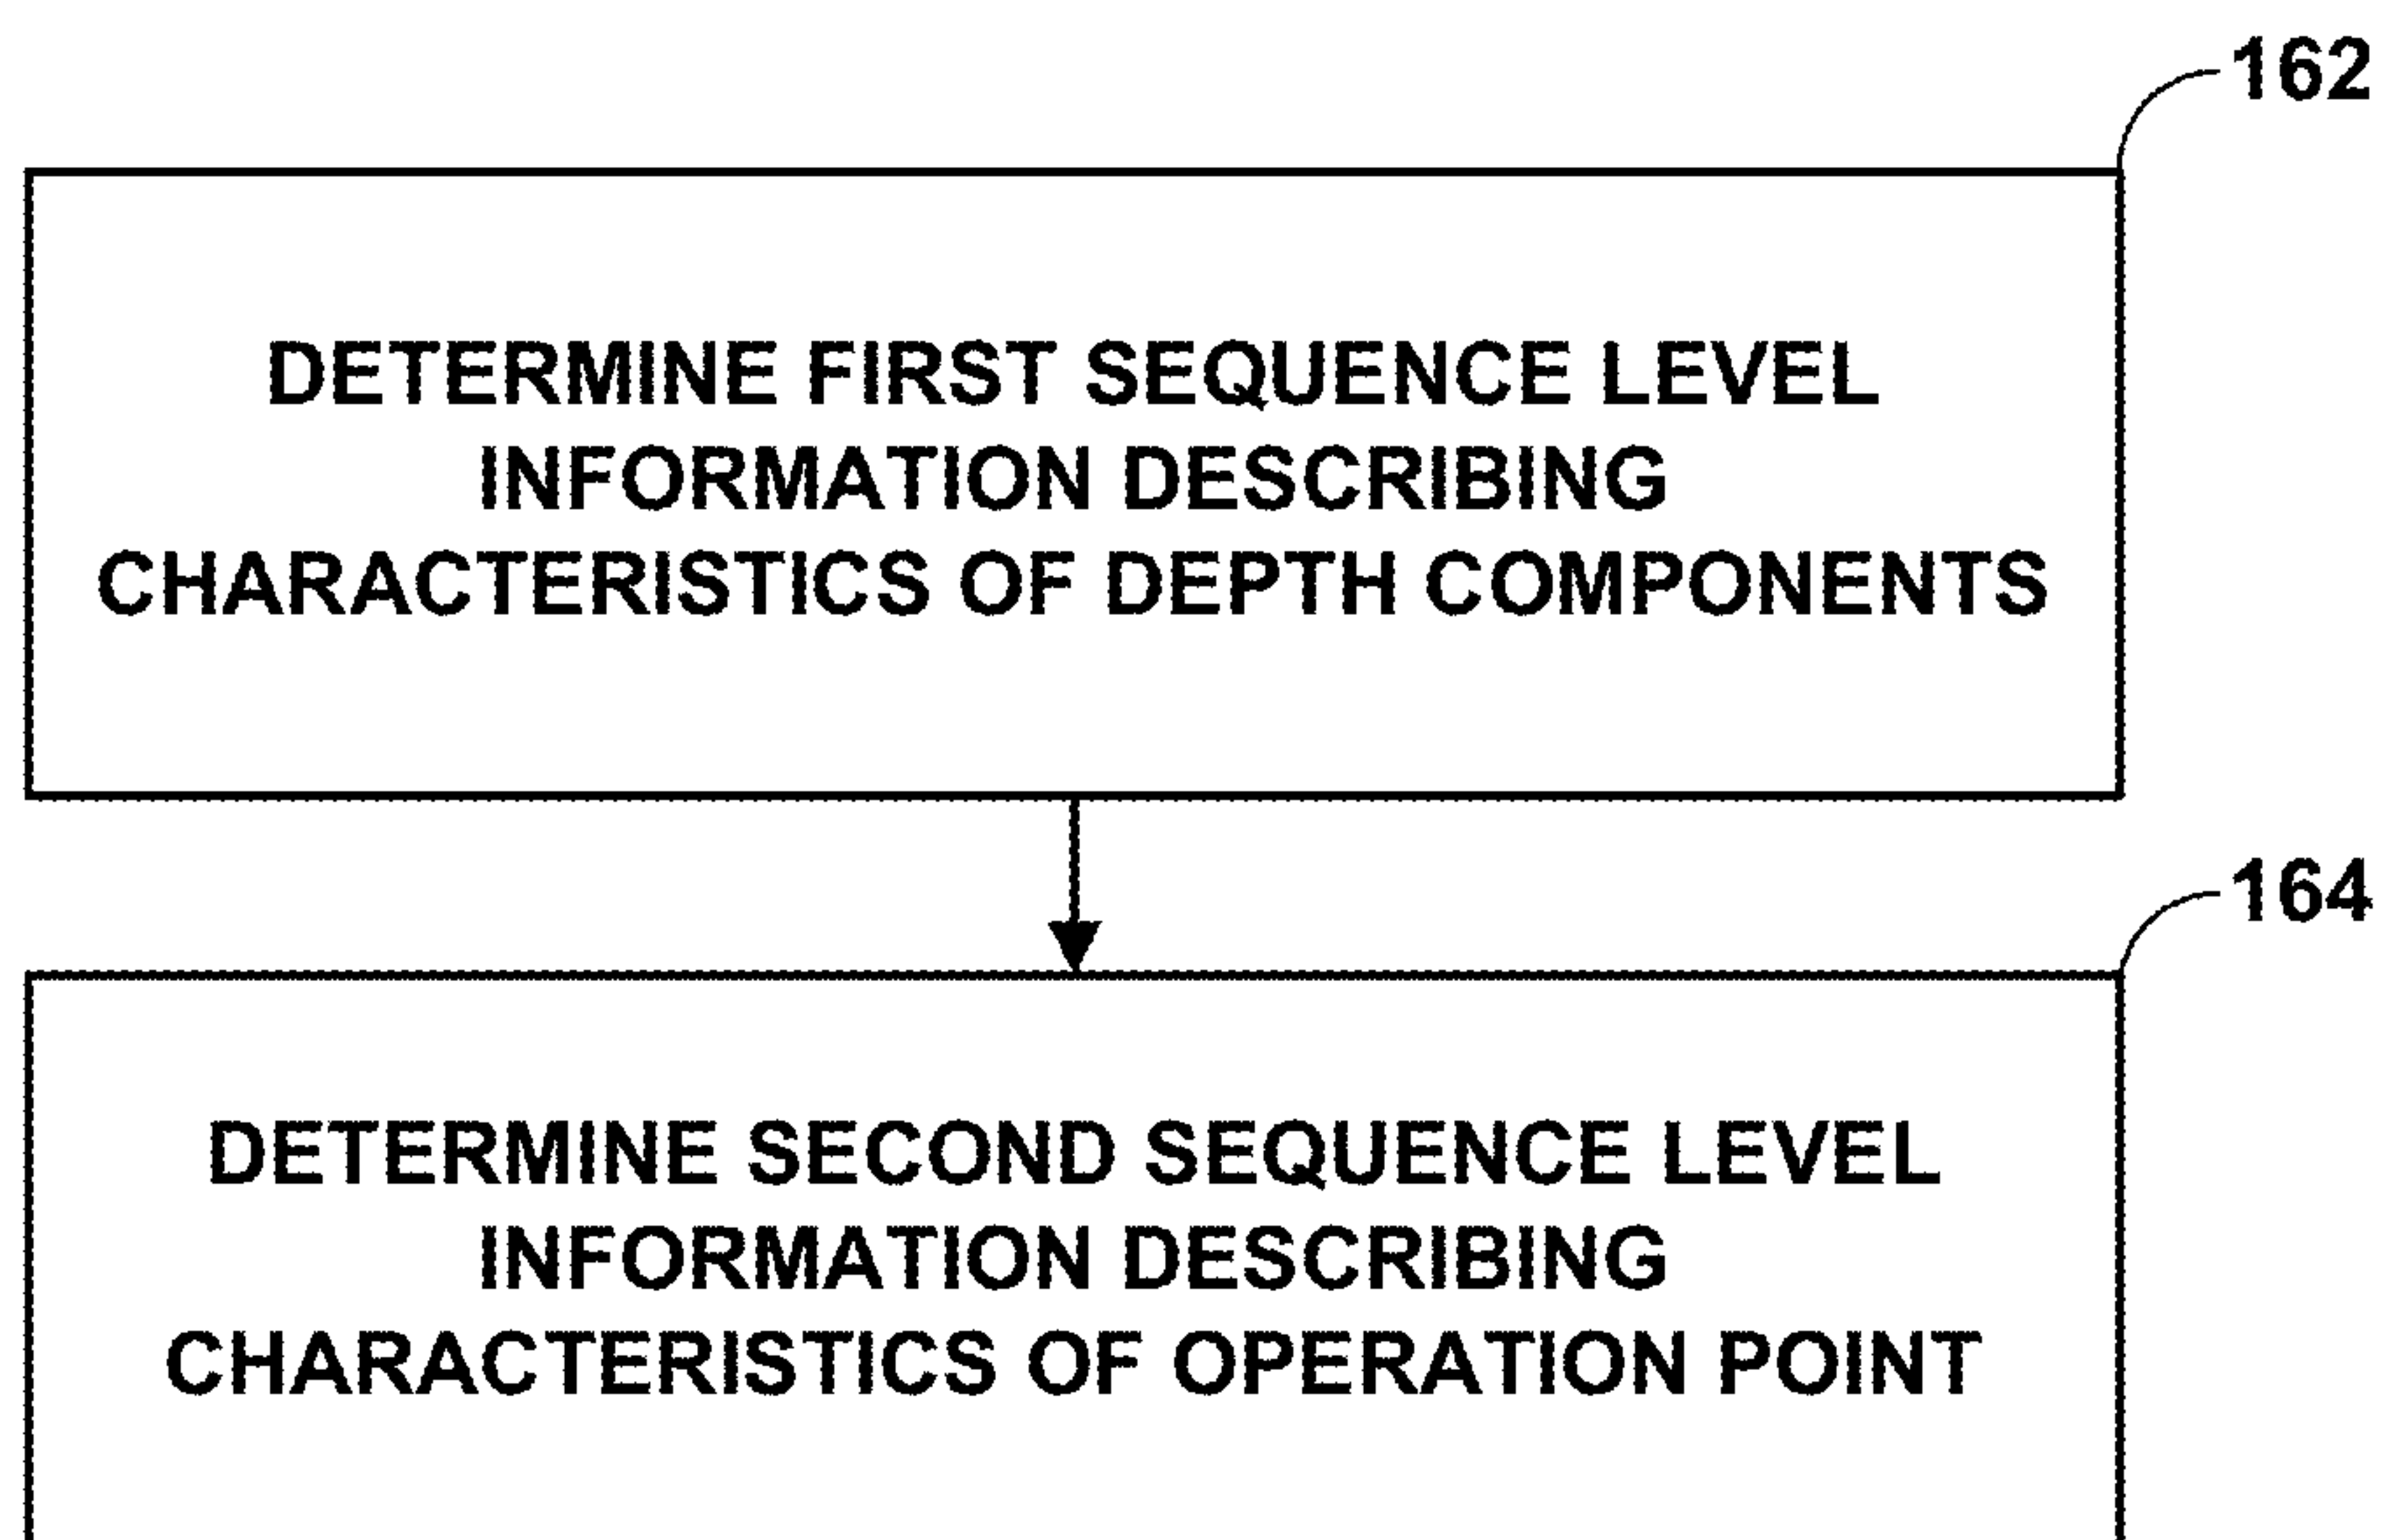 162
DETERMINE FIRST SEQUENCE LEVEL
INFORMATION DESCRIBING
CHARACTERISTICS OF DEPTH COMPONENTS
164
DETERMINE SECOND SEQUENCE LEVEL
INFORMATION DESCRIBING
CHARACTERISTICS OF OPERATION POINT